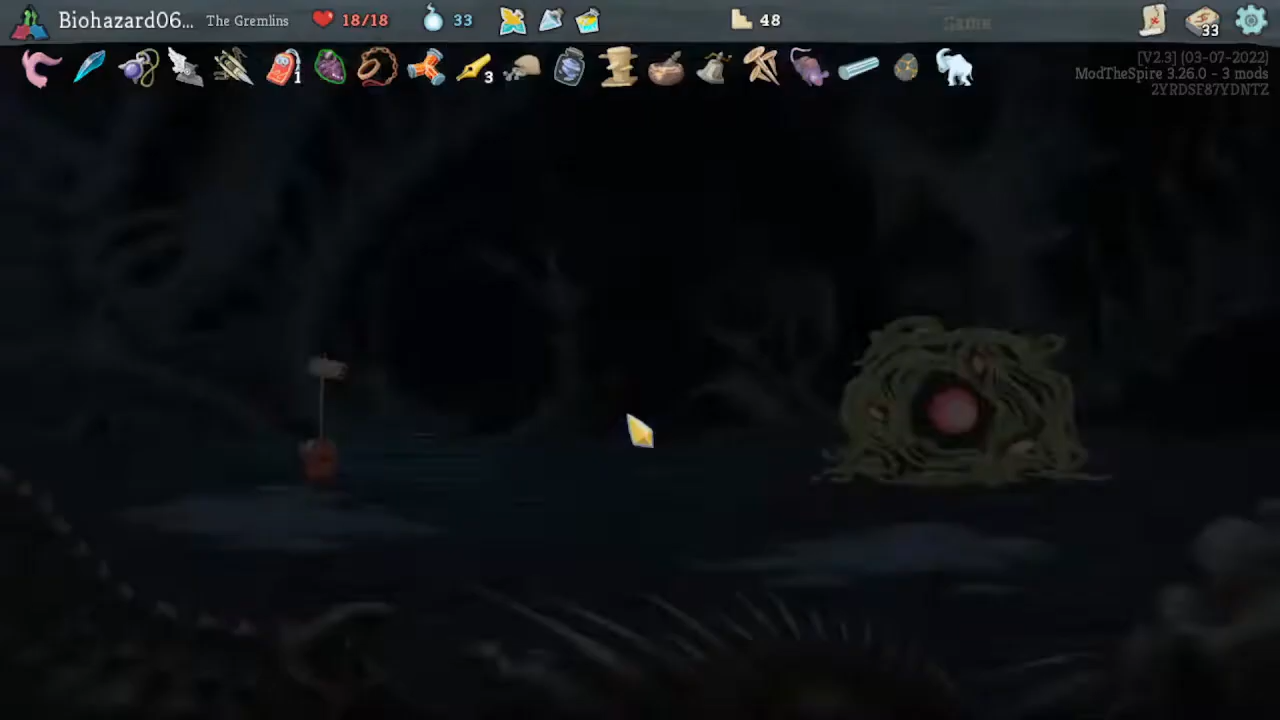 Biohazard06... The Gremlins 18/18 33 48 Game 33
1 3
[V2.3] (03-07-2022)
ModTheSpire 3.26.0 - 3 mods
2YRDSF87YDNTZ